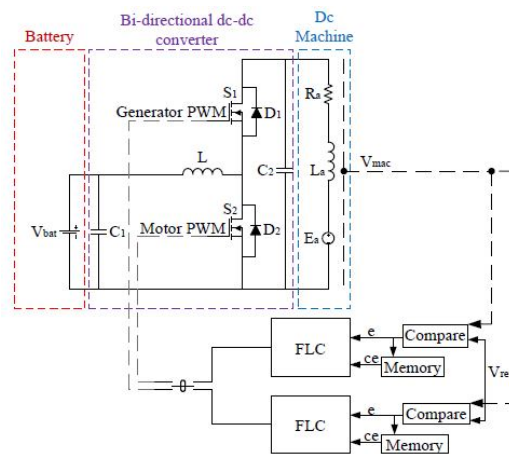 Battery
Bi-directional dc-dc
converter
Dc
Machine
S1
Generator PWM
D1
Ra
L
C2
La
Vmac
S2
Vbat
C1
Motor PWM
D2
Ea
FLC
e
Compare
ce
Memory
Vre
FLC
e
Compare
ce
Memory